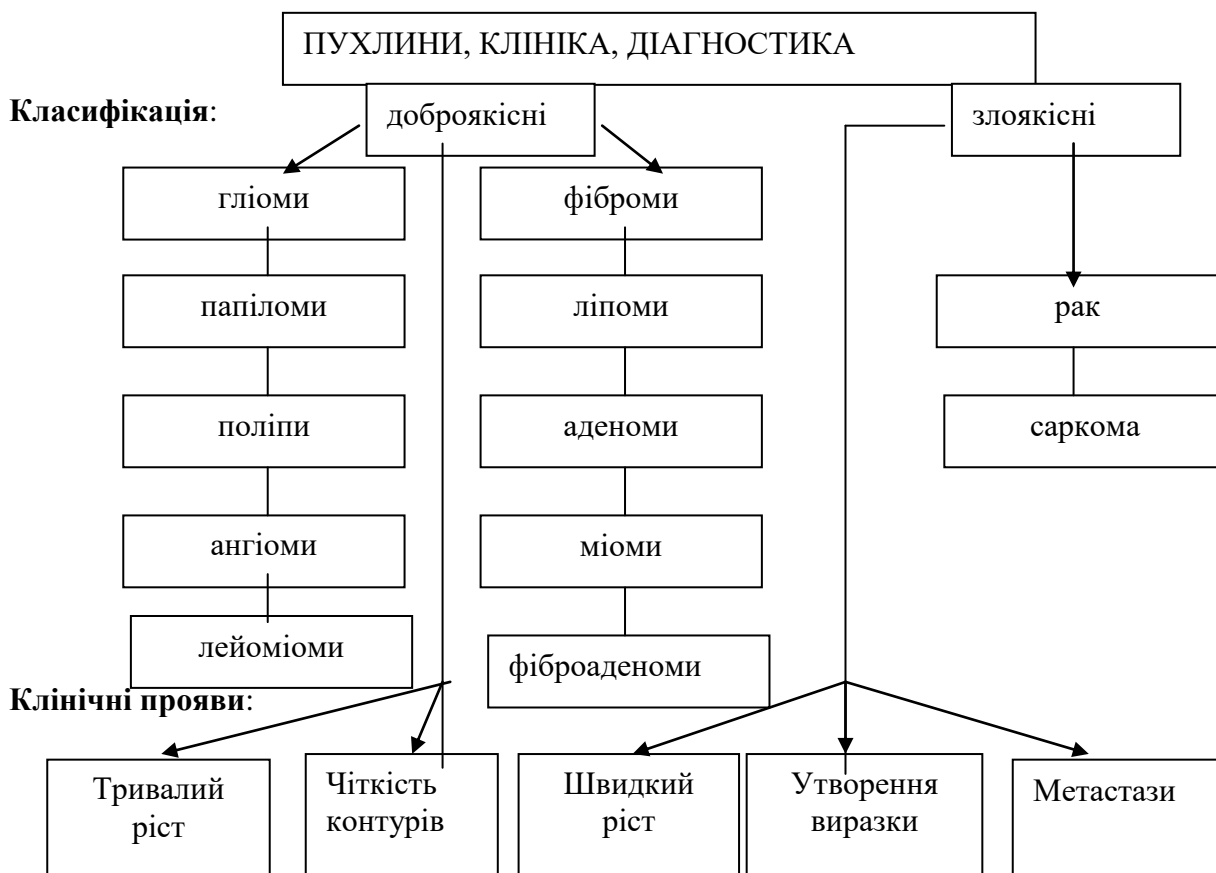 ПУХЛИНИ, КЛІНІКА, ДІАГНОСТИКА
Класифікація:
доброякісні
злоякісні
гліоми
фіброми
папіломи
ліпоми
рак
поліпи
аденоми
саркома
ангіоми
міоми
лейоміоми
фіброаденоми
Клінічні прояви:
Тривалий
ріст
Чіткість
контурів
Швидкий
ріст
Утворення
виразки
Метастази